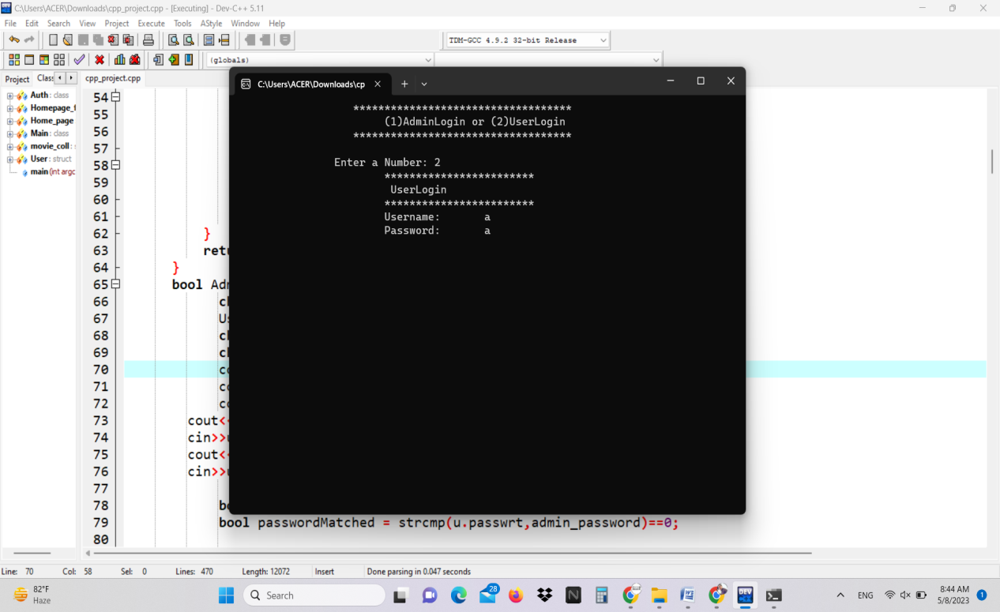 C:\Users\ACER\Downloads\cpp_project.cpp - [Executing] - Dev-C++ 5.11
File Edit Search View Project Execute Tools AStyle Window Help
TDM-GCC 4.9.2 32-bit Release
(globals)
Project Clas
cpp_project.cpp
Auth : class
Homepage_f
Home_page
Main : class
movie_coll :
User : struct
main (int argc
C:\Users\ACER\Downloads\cp
***********************************
(1)AdminLogin or (2)UserLogin
***********************************
Enter a Number: 2
************************
UserLogin
************************
Username: a
Password: a
54
55
56
57
58
59
60
61
62 }
63 retu
64 }
65 bool Adm
66 ch
67 Us
68 ch
69 ch
70 co
71 co
72 co
73 cout<<
74 cin>>u
75 cout<<
76 cin>>u
77
78 bo
79 bool passwordMatched = strcmp(u.passwrt,admin_password)==0;
80
Line: 70 Col: 58 Sel: 0 Lines: 470 Length: 12072 Insert Done parsing in 0.047 seconds
82°F
Haze
Search
28
DEV
ENG
8:44 AM
5/8/2023
1